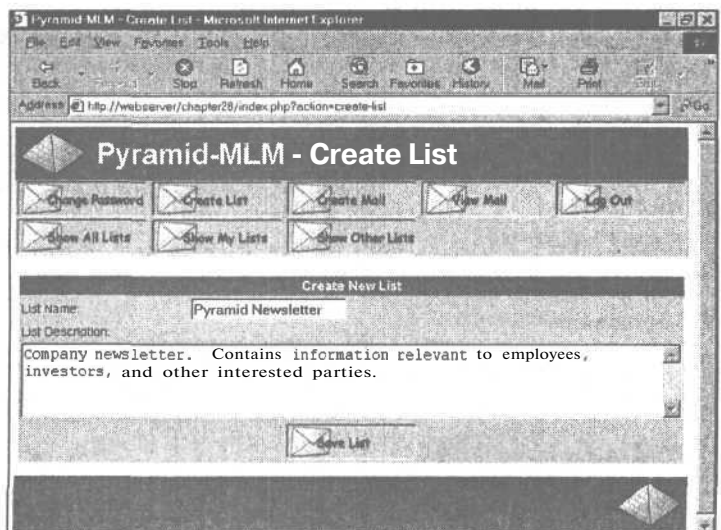 Pyramid-MLM - Create List - Microsoft Internet Explorer
File Edit View Favorites Tools Help
Back Stop Refresh Home Search Favorites History Mail Print Edit
Address http://webserver/chapter28/index.php?action=create-list Go
Pyramid-MLM - Create List
Change Password Create List Create Mail View Mail Log Out
Show All Lists Show My Lists Show Other Lists
Create New List
List Name: Pyramid Newsletter
List Description:
Company newsletter. Contains information relevant to employees,
investors, and other interested parties.
Save List